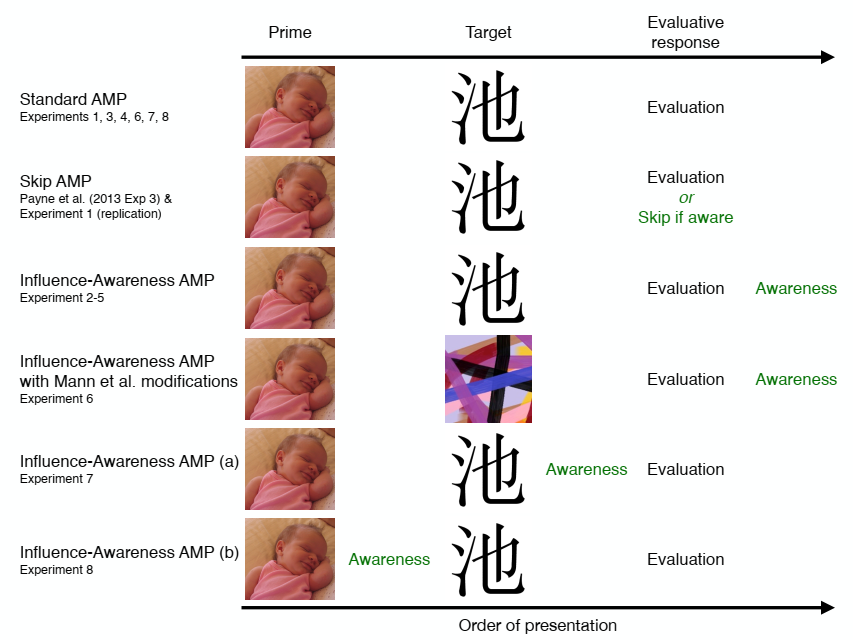 Prime
Target
Evaluative
response
Standard AMP
Experiments 1, 3, 4, 6, 7, 8
池
Evaluation
Skip AMP
Payne et al. (2013 Exp 3) &
Experiment 1 (replication)
池
Evaluation
or
Skip if aware
Influence-Awareness AMP
Experiment 2-5
池
Evaluation
Awareness
Influence-Awareness AMP
with Mann et al. modifications
Experiment 6
Evaluation
Awareness
Influence-Awareness AMP (a)
Experiment 7
池
Awareness
Evaluation
Influence-Awareness AMP (b)
Experiment 8
Awareness
池
Evaluation
Order of presentation